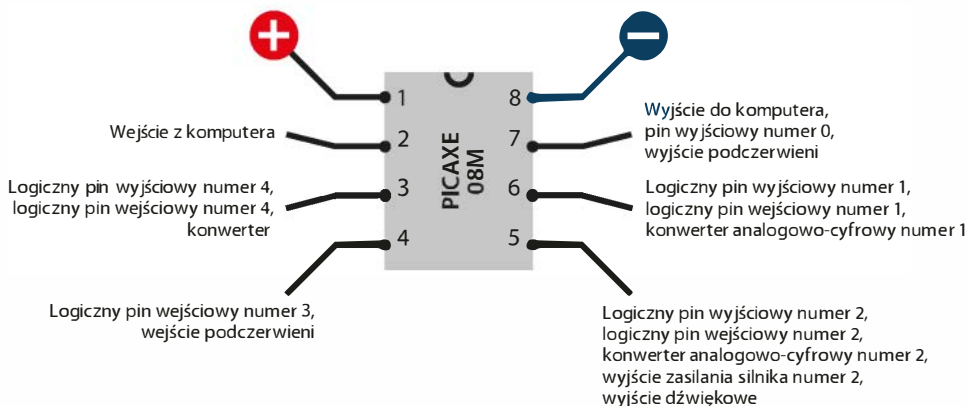 +
−
1
8
Wejście z komputera
2
7
Wyjście do komputera,
pin wyjściowy numer 0,
wyjście podczerwieni
PICAXE
08M
Logiczny pin wyjściowy numer 4,
logiczny pin wejściowy numer 4,
konwerter
3
6
Logiczny pin wyjściowy numer 1,
logiczny pin wejściowy numer 1,
konwerter analogowo-cyfrowy numer 1
4
5
Logiczny pin wejściowy numer 3,
wejście podczerwieni
Logiczny pin wyjściowy numer 2,
logiczny pin wejściowy numer 2,
konwerter analogowo-cyfrowy numer 2,
wyjście zasilania silnika numer 2,
wyjście dźwiękowe